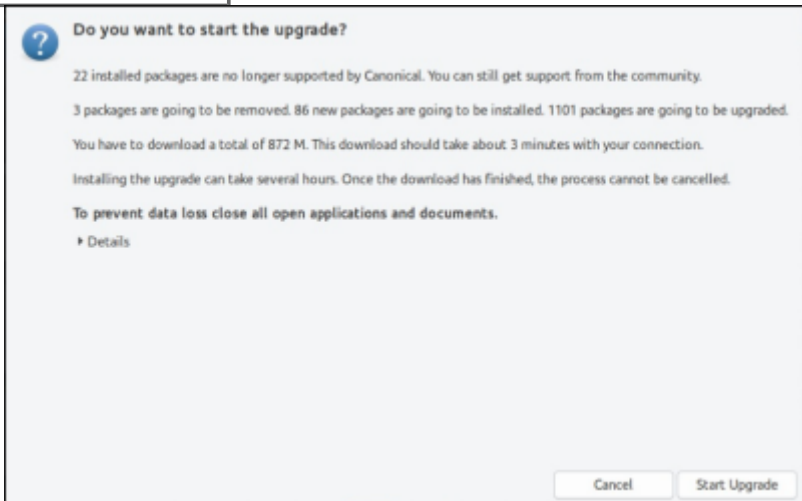 Do you want to start the upgrade?
22 installed packages are no longer supported by Canonical. You can still get support from the community.
3 packages are going to be removed. 86 new packages are going to be installed. 1101 packages are going to be upgraded.
You have to download a total of 872 M. This download should take about 3 minutes with your connection.
Installing the upgrade can take several hours. Once the download has finished, the process cannot be cancelled.
To prevent data loss close all open applications and documents.
Details
Cancel Start Upgrade